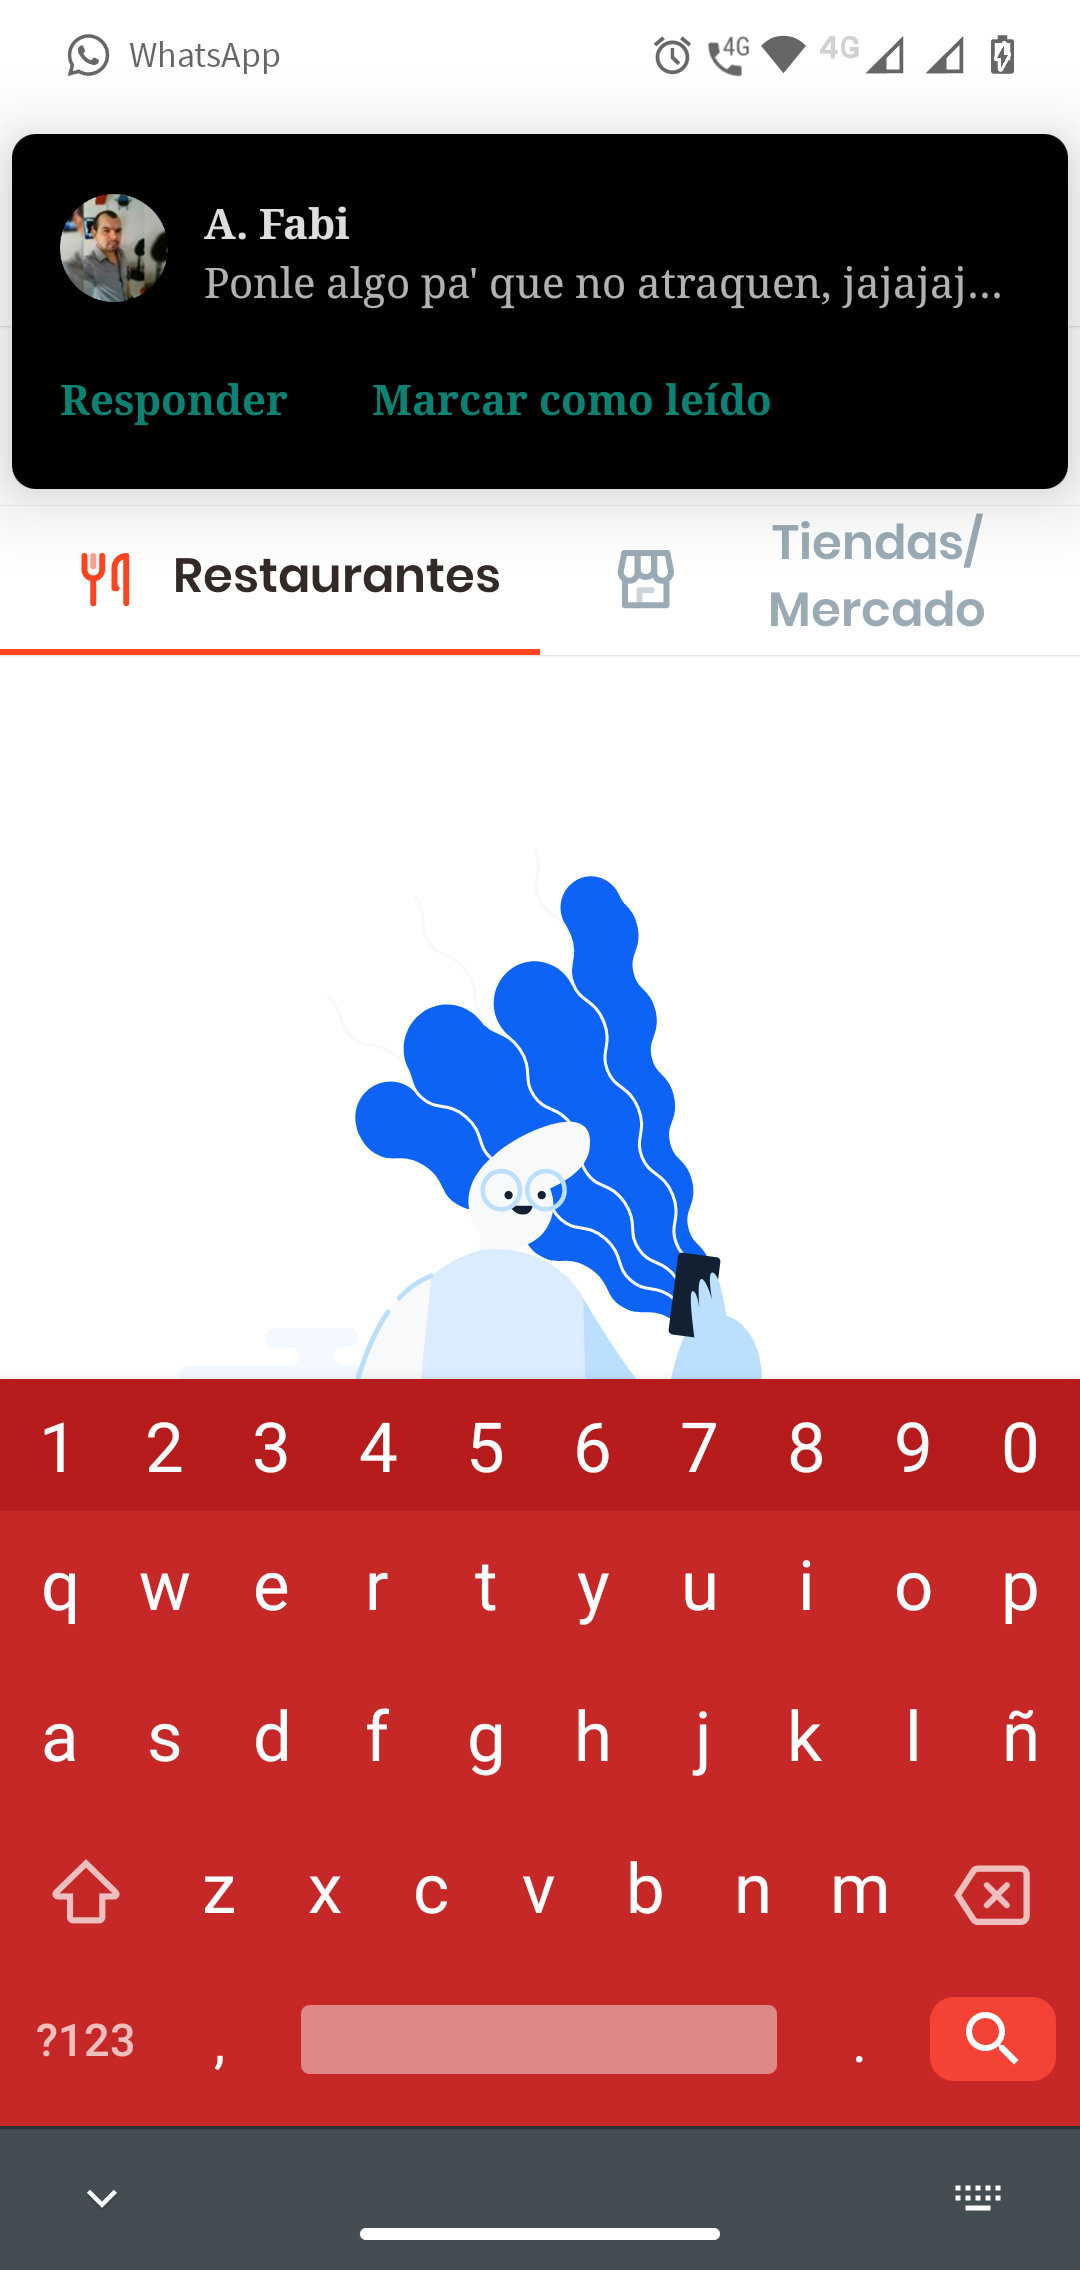 WhatsApp
4G
4G
A. Fabi
Ponle algo pa' que no atraquen, jajajaj...
Responder Marcar como leído
Restaurantes
Tiendas/
Mercado
1 2 3 4 5 6 7 8 9 0
q w e r t y u i o p
a s d f g h j k l ñ
z x c v b n m
?123 , .